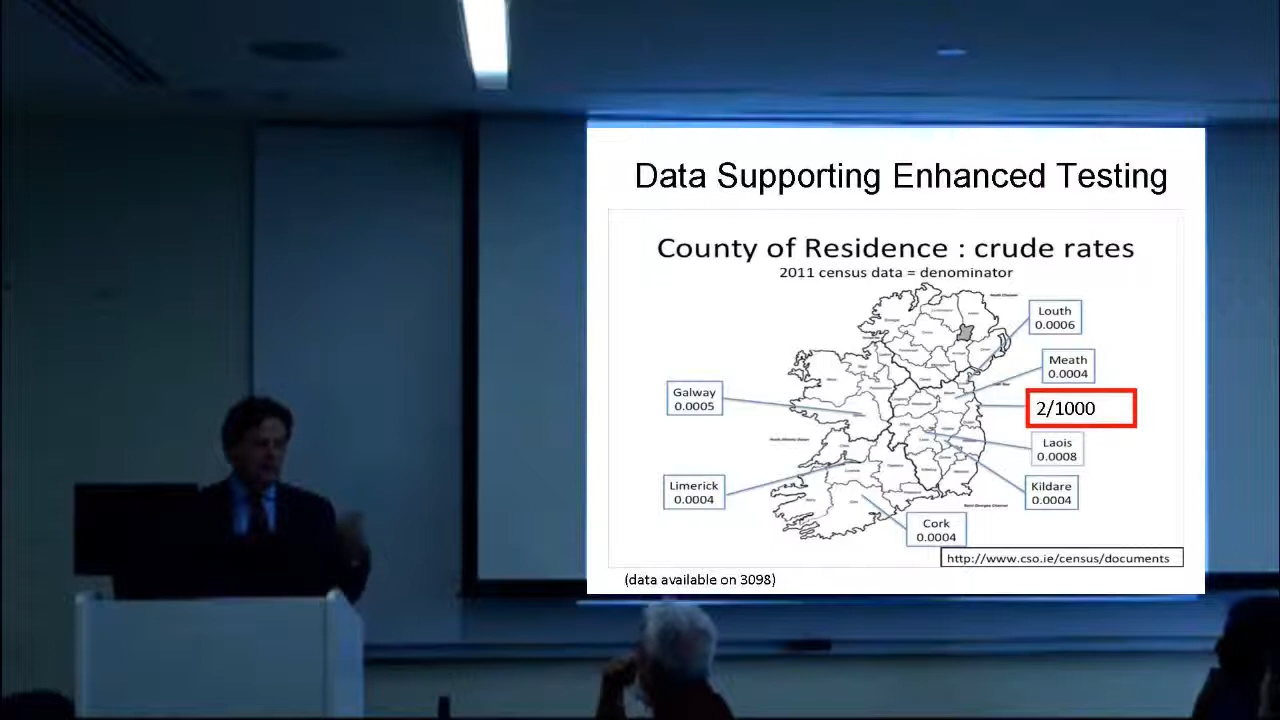 Data Supporting Enhanced Testing
County of Residence : crude rates
2011 census data = denominator
Louth
0.0006
Meath
0.0004
Galway
0.0005
2/1000
Laois
0.0008
Limerick
0.0004
Kildare
0.0004
Cork
0.0004
http://www.cso.ie/census/documents
(data available on 3098)